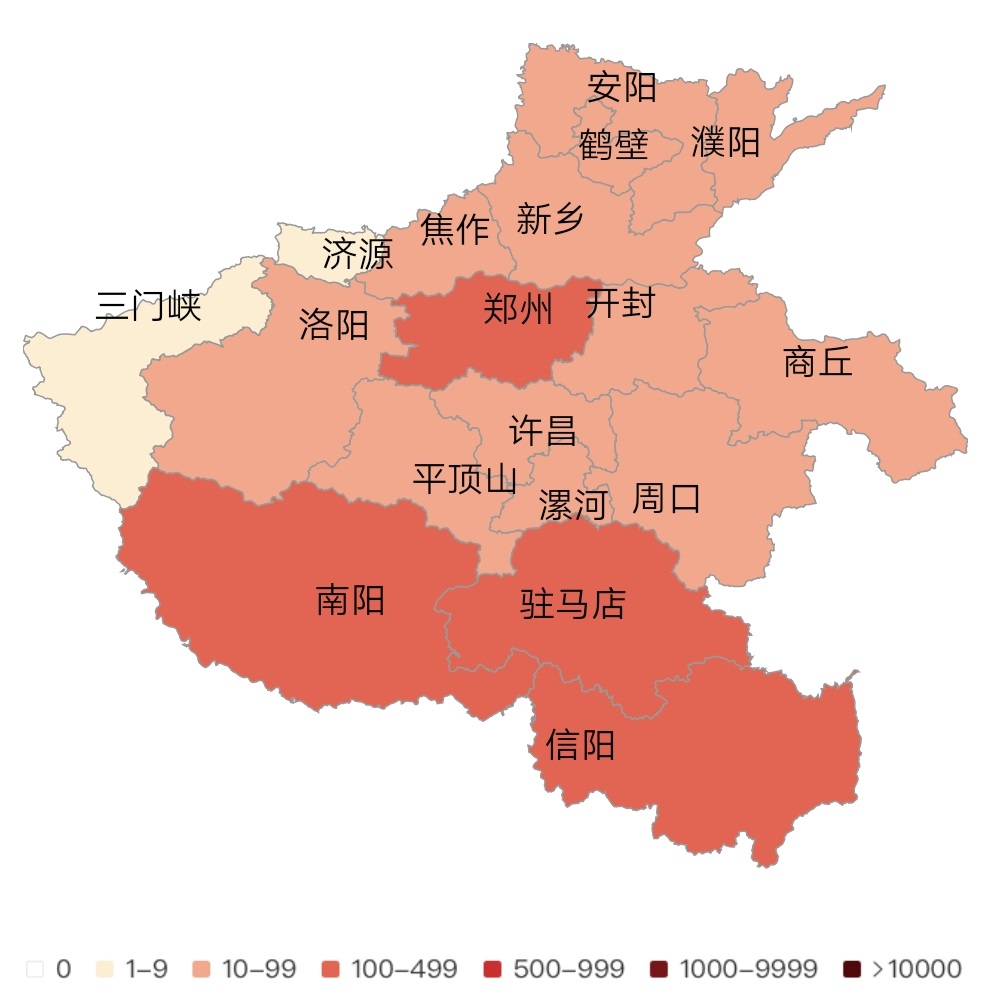 安阳
鹤壁
濮阳
新乡
焦作
济源
三门峡
洛阳
郑州
开封
商丘
许昌
平顶山
漯河
周口
南阳
驻马店
信阳
0 1–9 10–99 100–499 500–999 1000–9999 >10000